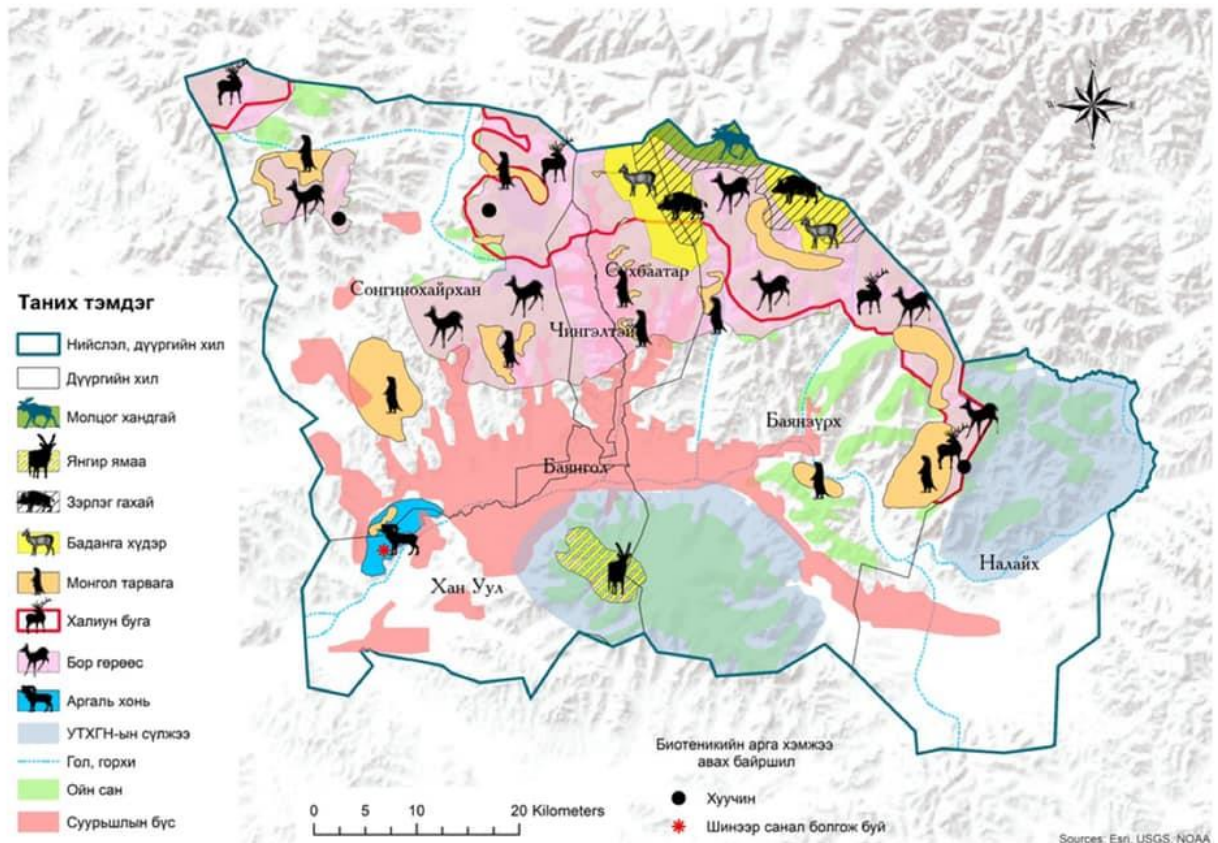 N
W
E
S
Сонгинохайрхан
Сүхбаатар
Чингэлтэй
Баянзүрх
Баянгол
Налайх
Хан Уул
Таних тэмдэг
Нийслэл, дүүргийн хил
Дүүргийн хил
Молцог хандгай
Янгир ямаа
Зэрлэг гахай
Баданга хүдэр
Монгол тарвага
Халиун буга
Бор гөрөөс
Аргаль хонь
УТХГН-ын сүлжээ
Гол, горхи
Ойн сан
Суурьшлын бүс
0 5 10 20 Kilometers
Биотеникийн арга хэмжээ
авах байршил
Хуучин
Шинээр санал болгож буй
Sources: Esri, USGS, NOAA